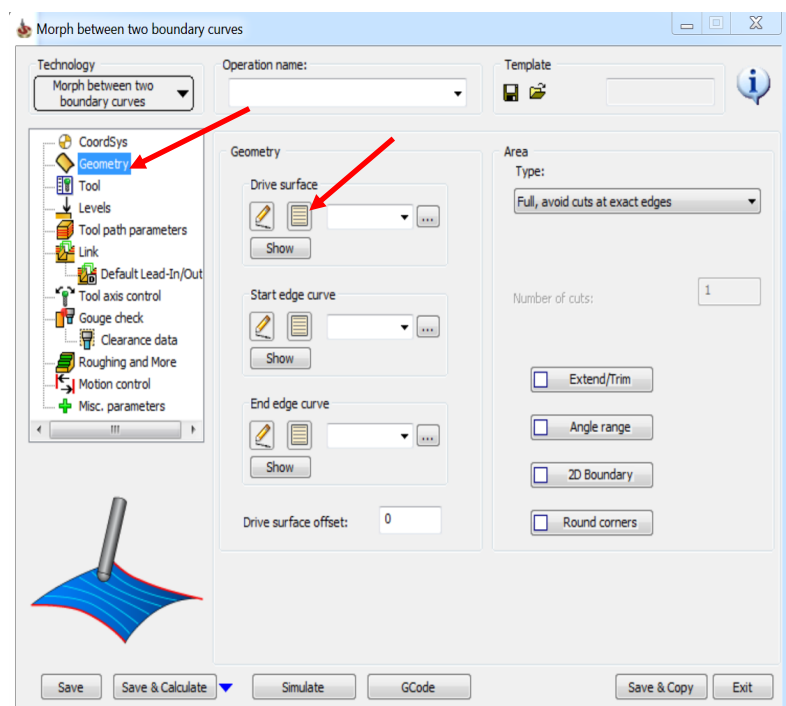 Morph between two boundary curves
Technology
Morph between two
boundary curves
Operation name:
Template
CoordSys
Geometry
Tool
Levels
Tool path parameters
Link
Default Lead-In/Out
Tool axis control
Gouge check
Clearance data
Roughing and More
Motion control
Misc. parameters
Geometry
Drive surface
...
Show
Start edge curve
...
Show
End edge curve
...
Show
Drive surface offset: 0
Area
Type:
Full, avoid cuts at exact edges
Number of cuts: 1
Extend/Trim
Angle range
2D Boundary
Round corners
Save
Save & Calculate
Simulate
GCode
Save & Copy
Exit